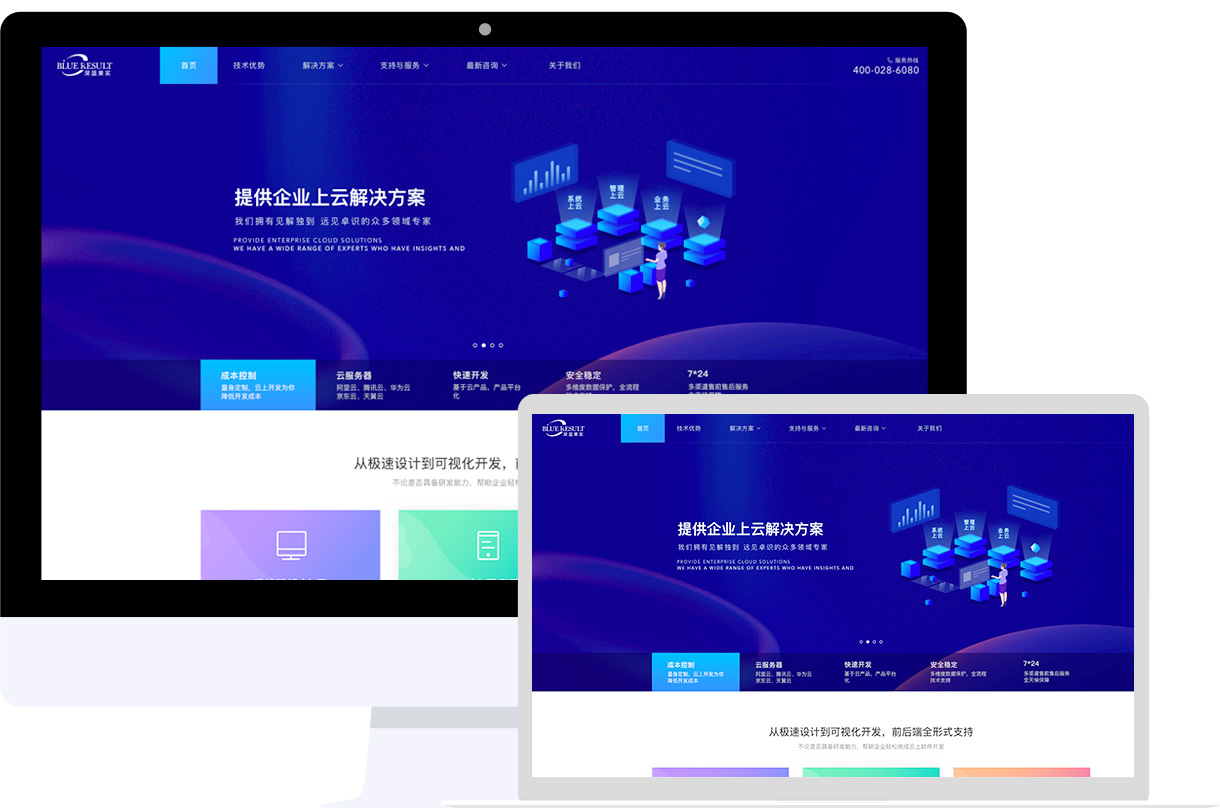 BLUE RESULT
深蓝果实
首页
技术优势
解决方案
支持与服务
最新咨询
关于我们
服务热线
400-028-6080
提供企业上云解决方案
我们拥有见解独到 远见卓识的众多领域专家
PROVIDE ENTERPRISE CLOUD SOLUTIONS
WE HAVE A WIDE RANGE OF EXPERTS WHO HAVE INSIGHTS AND
系统
上云
管理
上云
业务
上云
成本控制
量身定制，云上开发为你
降低开发成本
云服务器
阿里云、腾讯云、华为云
京东云、天翼云
快速开发
基于云产品，产品平台
化
安全稳定
多维度数据保护，全流程
7*24
多渠道售前售后服务
从极速设计到可视化开发，
不论是否具备研发能力，帮助企业轻
BLUE RESULT
深蓝果实
首页
技术优势
解决方案
支持与服务
最新咨询
关于我们
提供企业上云解决方案
我们拥有见解独到 远见卓识的众多领域专家
PROVIDE ENTERPRISE CLOUD SOLUTIONS
WE HAVE A WIDE RANGE OF EXPERTS WHO HAVE INSIGHTS AND
系统
上云
管理
上云
业务
上云
成本控制
量身定制，云上开发为你
降低开发成本
云服务器
阿里云、腾讯云、华为云
京东云、天翼云
快速开发
基于云产品，产品平台
化
安全稳定
多维度数据保护，全流程
技术支持
7*24
多渠道售前售后服务
全天候保障
从极速设计到可视化开发，前后端全形式支持
不论是否具备研发能力，帮助企业轻松完成云上软件开发